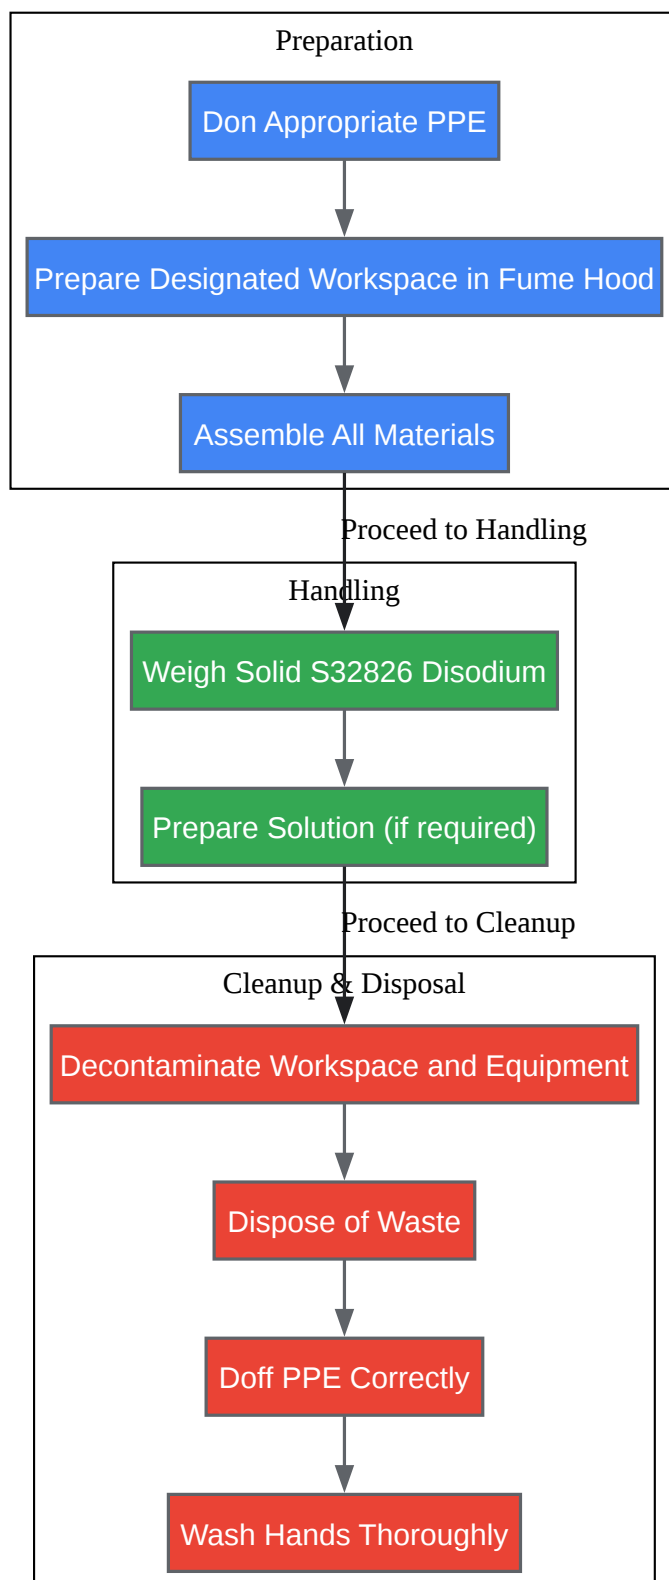 Preparation
Don Appropriate PPE
Prepare Designated Workspace in Fume Hood
Assemble All Materials
Proceed to Handling
Handling
Weigh Solid S32826 Disodium
Prepare Solution (if required)
Proceed to Cleanup
Cleanup & Disposal
Decontaminate Workspace and Equipment
Dispose of Waste
Doff PPE Correctly
Wash Hands Thoroughly